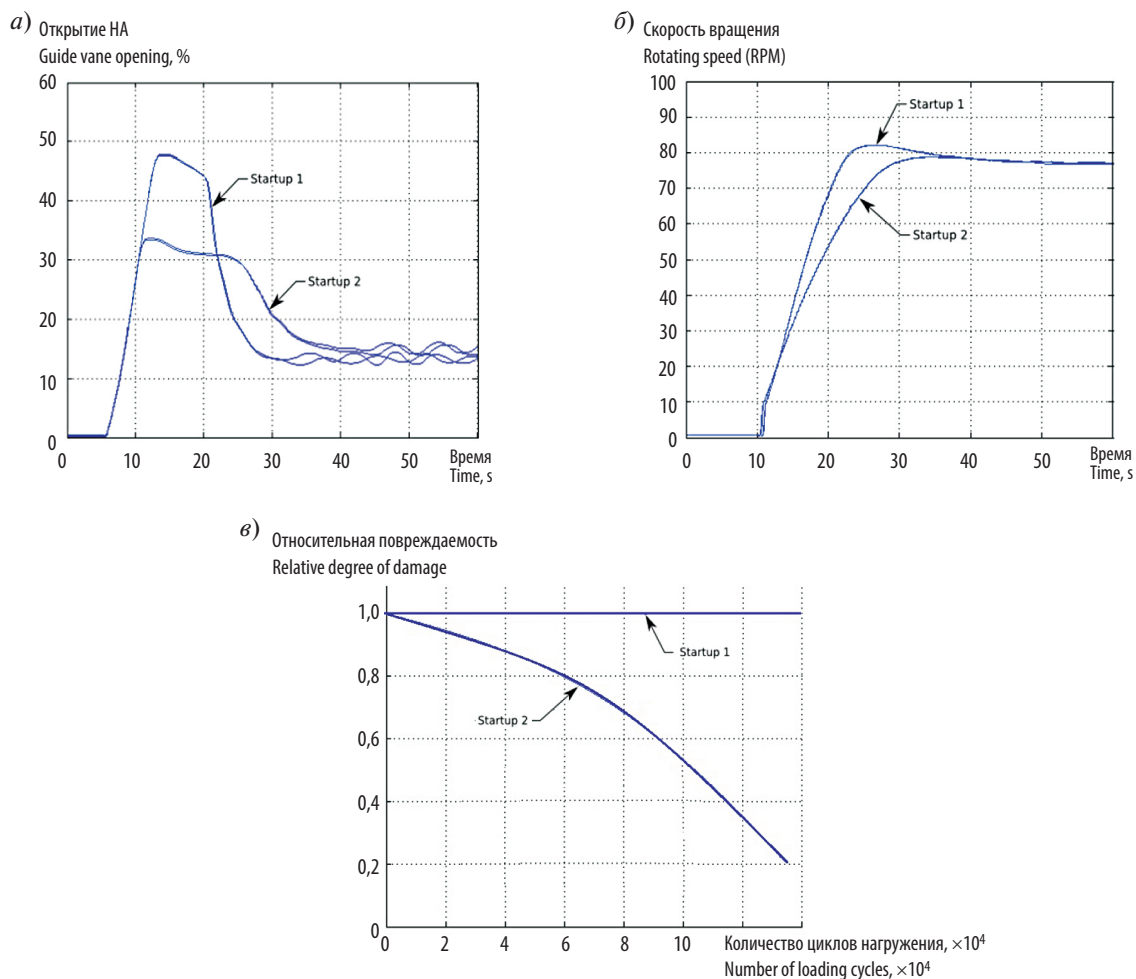 а) Открытие НА
Guide vane opening, %
60
50
40
30
20
10
0
Startup 1
Startup 2
0 10 20 30 40 50
Время
Time, s
б) Скорость вращения
Rotating speed (RPM)
100
90
80
70
60
50
40
30
20
10
0
Startup 1
Startup 2
0 10 20 30 40 50
Время
Time, s
в) Относительная повреждаемость
Relative degree of damage
1,0
0,8
0,6
0,4
0,2
0
Startup 1
Startup 2
0 2 4 6 8 10
Количество циклов нагружения, ×10⁴
Number of loading cycles, ×10⁴